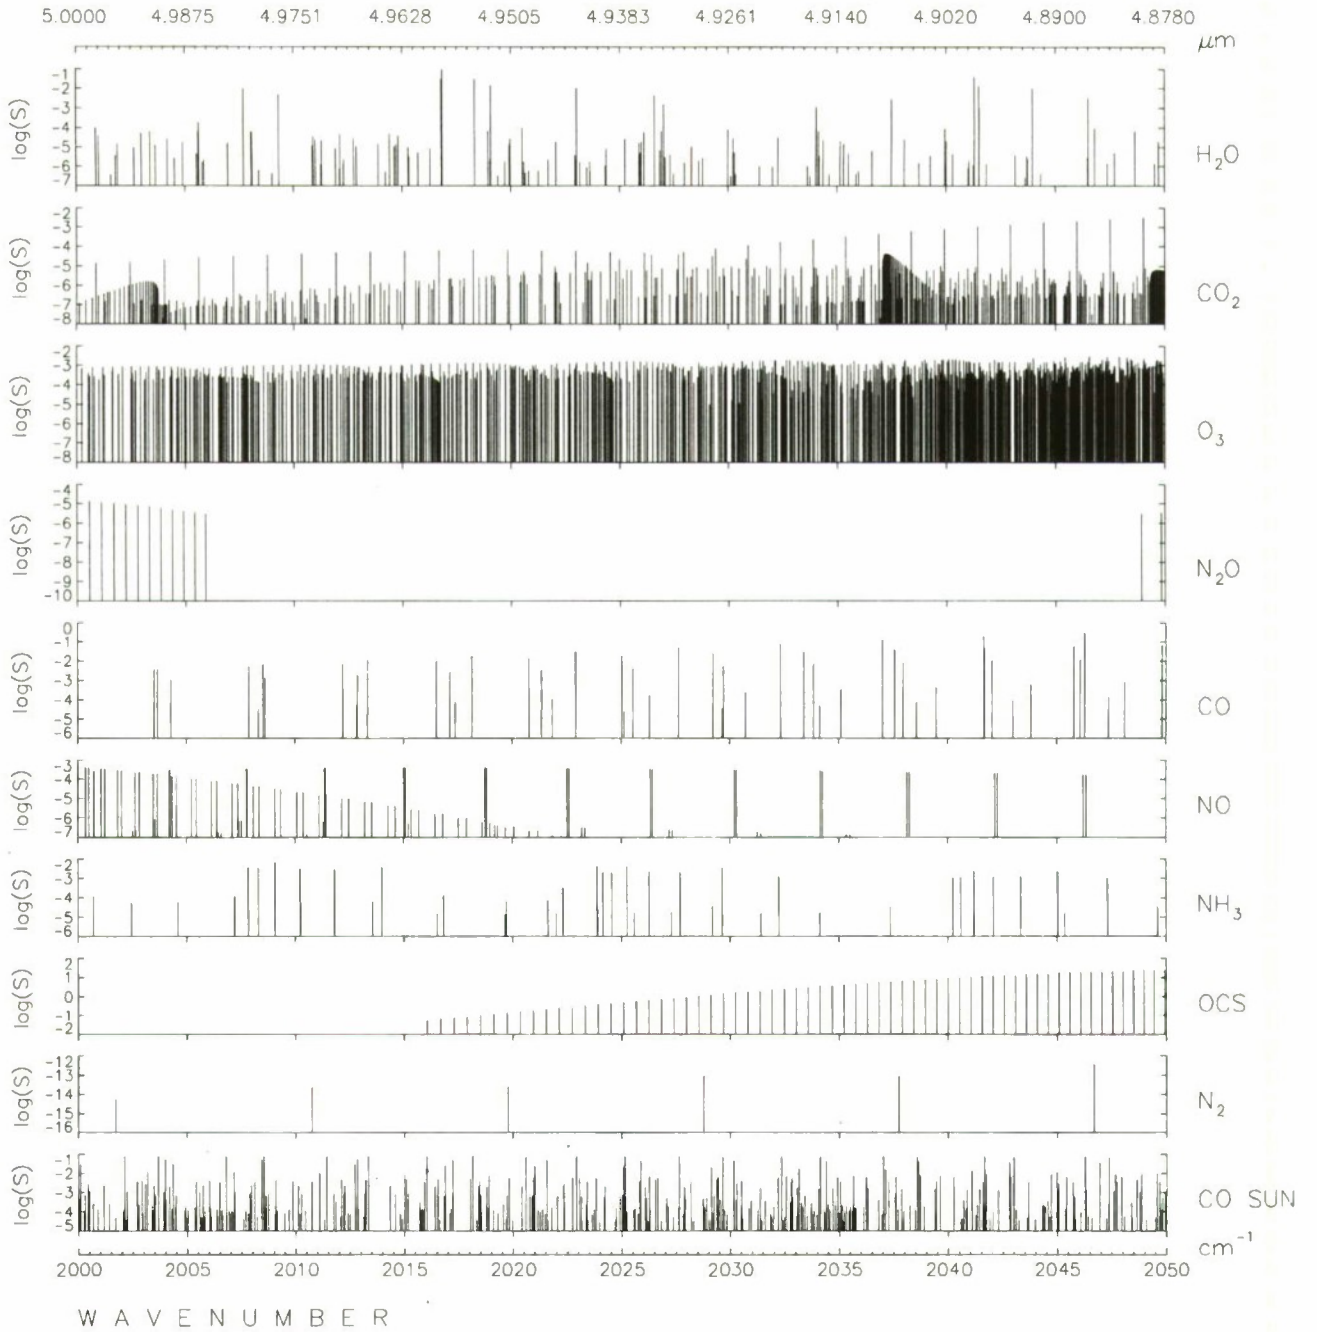 5.0000 4.9875 4.9751 4.9628 4.9505 4.9383 4.9261 4.9140 4.9020 4.8900 4.8780
μm
log(S) -1 -2 -3 -4 -5 -6 -7 H₂O
log(S) -2 -3 -4 -5 -6 -7 -8 CO₂
log(S) -2 -3 -4 -5 -6 -7 -8 O₃
log(S) -4 -5 -6 -7 -8 -9 -10 N₂O
log(S) 0 -1 -2 -3 -4 -5 -6 CO
log(S) -3 -4 -5 -6 -7 NO
log(S) -2 -3 -4 -5 -6 NH₃
log(S) 2 1 0 -1 -2 OCS
log(S) -12 -13 -14 -15 -16 N₂
log(S) -1 -2 -3 -4 -5 CO SUN
cm⁻¹
2000 2005 2010 2015 2020 2025 2030 2035 2040 2045 2050
WAVENUMBER